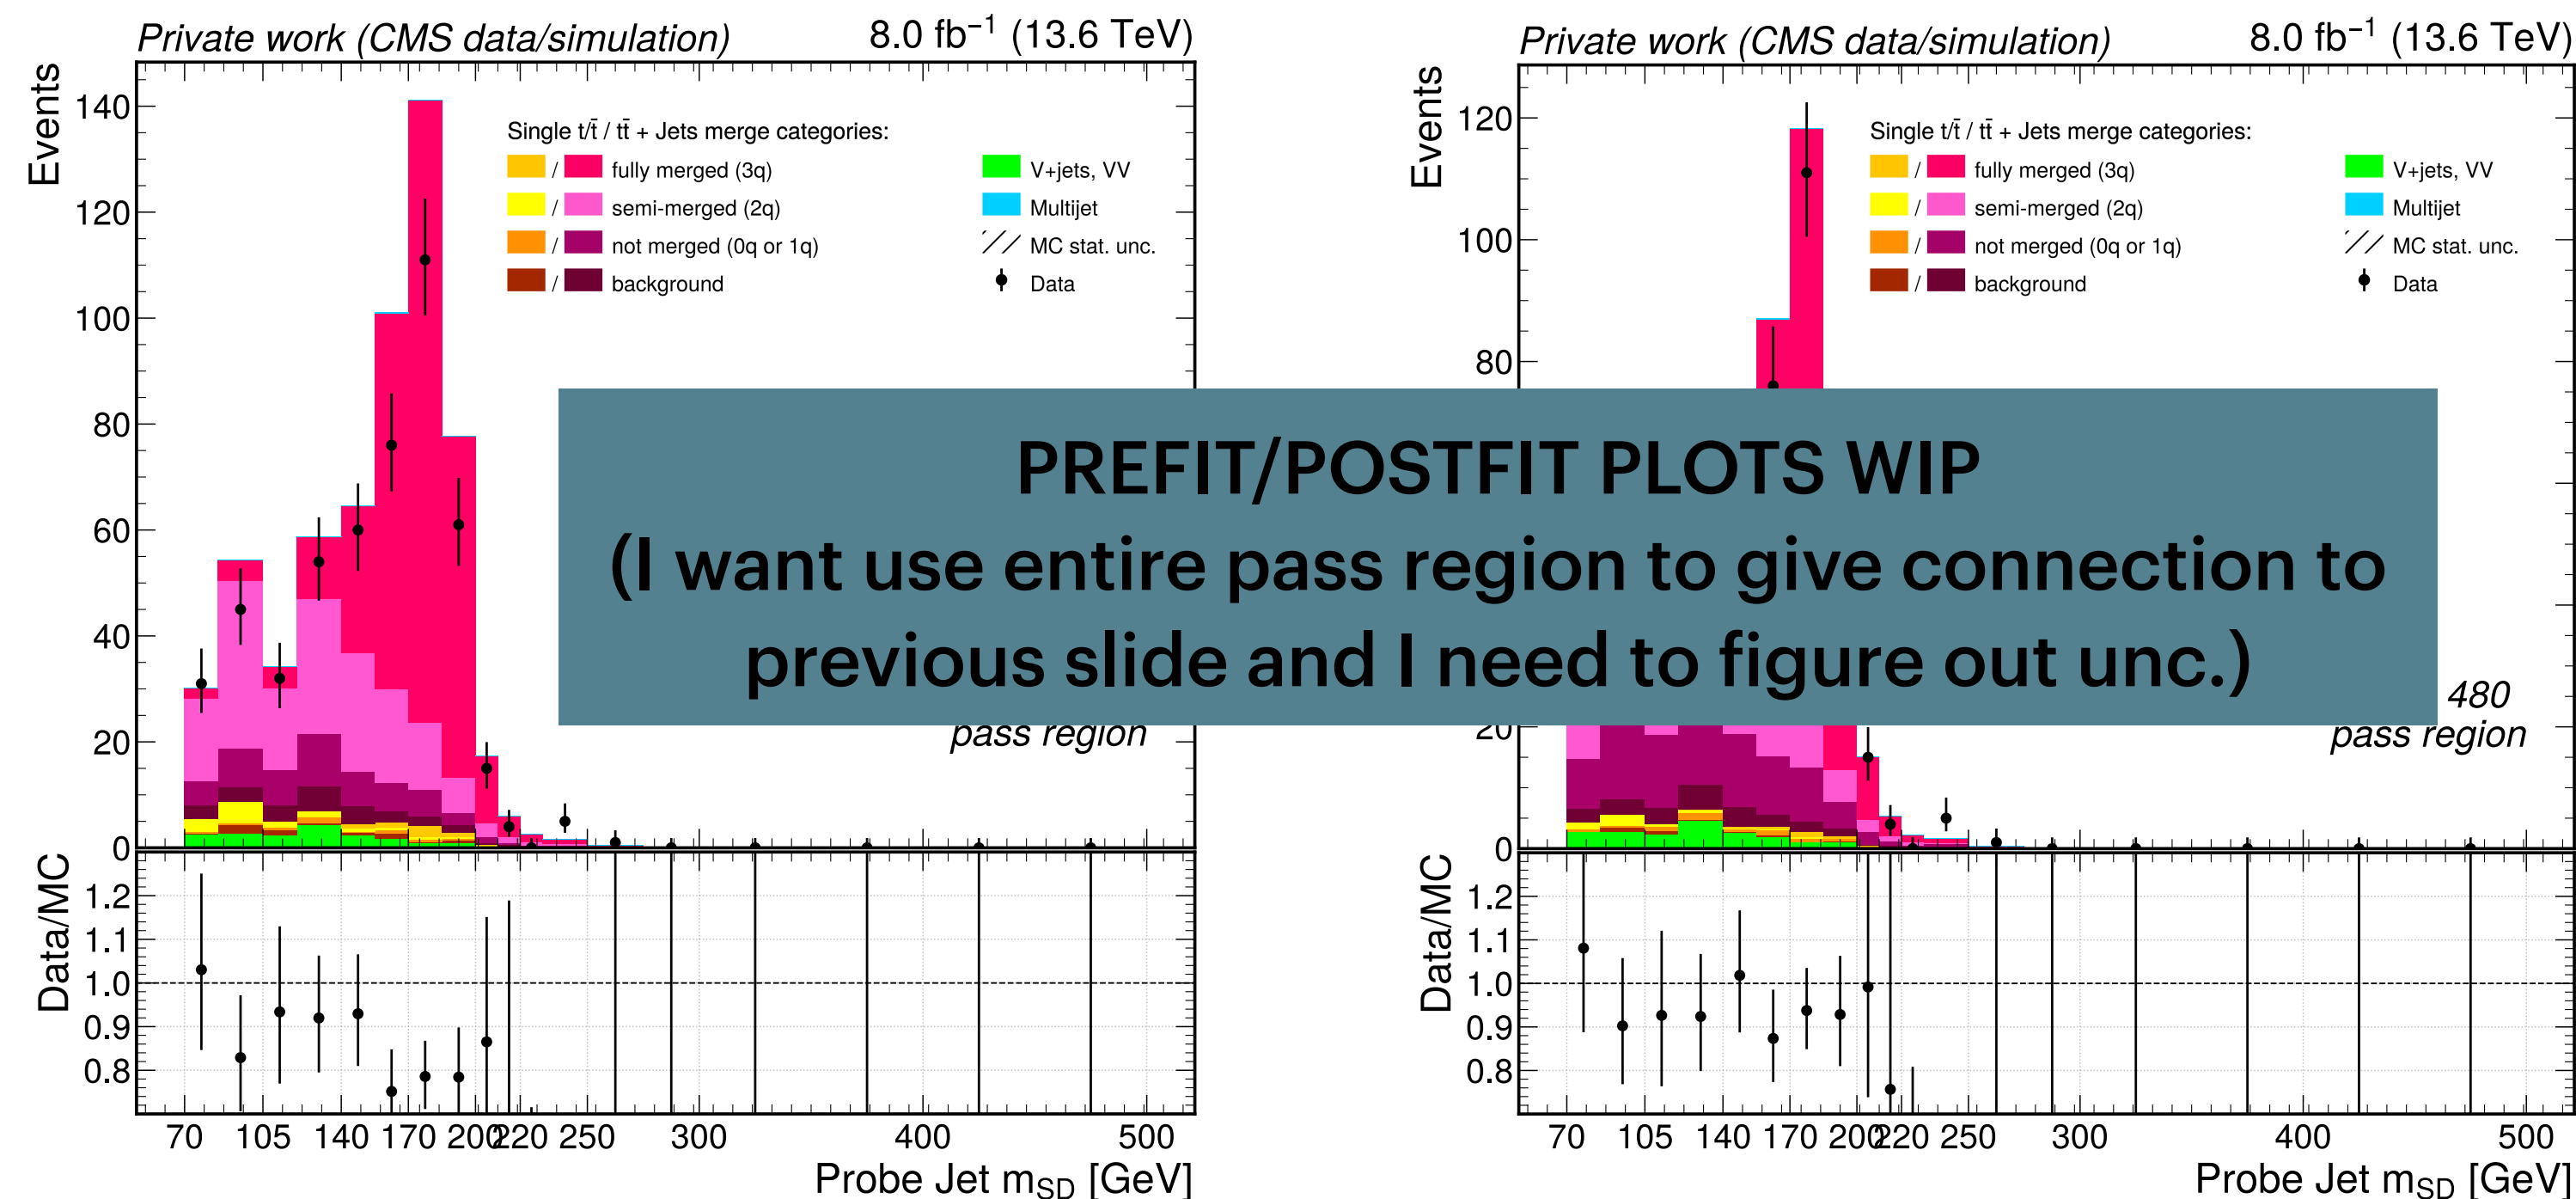 Private work (CMS data/simulation) 8.0 fb⁻¹ (13.6 TeV)
Events
140
120
100
80
60
40
20
0
Single t/t̄ / tt̄ + Jets merge categories:
/ fully merged (3q)
/ semi-merged (2q)
/ not merged (0q or 1q)
/ background
V+jets, VV
Multijet
MC stat. unc.
Data
pass region
Data/MC
1.2
1.1
1.0
0.9
0.8
70 105 140 170 200 220 250 300 400 500
Probe Jet m_SD [GeV]
Private work (CMS data/simulation) 8.0 fb⁻¹ (13.6 TeV)
Events
120
100
80
20
0
Single t/t̄ / tt̄ + Jets merge categories:
/ fully merged (3q)
/ semi-merged (2q)
/ not merged (0q or 1q)
/ background
V+jets, VV
Multijet
MC stat. unc.
Data
480
pass region
Data/MC
1.2
1.1
1.0
0.9
0.8
70 105 140 170 200 220 250 300 400 500
Probe Jet m_SD [GeV]
PREFIT/POSTFIT PLOTS WIP
(I want use entire pass region to give connection to
previous slide and I need to figure out unc.)